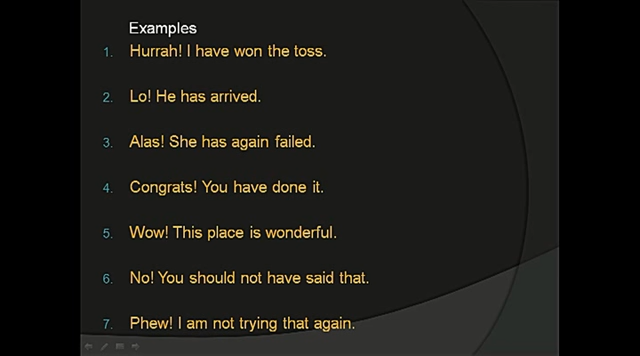 Examples
1. Hurrah! I have won the toss.
2. Lo! He has arrived.
3. Alas! She has again failed.
4. Congrats! You have done it.
5. Wow! This place is wonderful.
6. No! You should not have said that.
7. Phew! I am not trying that again.